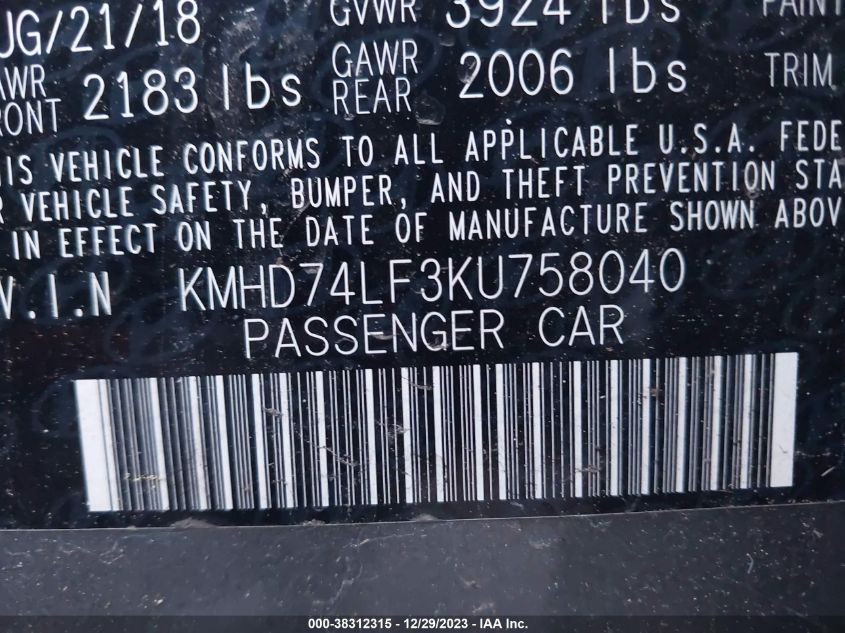 UG/21/18 GVWR 3924 lbs PAINT
AWR GAWR
RONT 2183 lbs REAR 2006 lbs TRIM
IS VEHICLE CONFORMS TO ALL APPLICABLE U.S.A. FEDE
R VEHICLE SAFETY, BUMPER, AND THEFT PREVENTION STA
IN EFFECT ON THE DATE OF MANUFACTURE SHOWN ABOV
V.I.N KMHD74LF3KU758040
PASSENGER CAR
000-38312315 - 12/29/2023 - IAAI.com